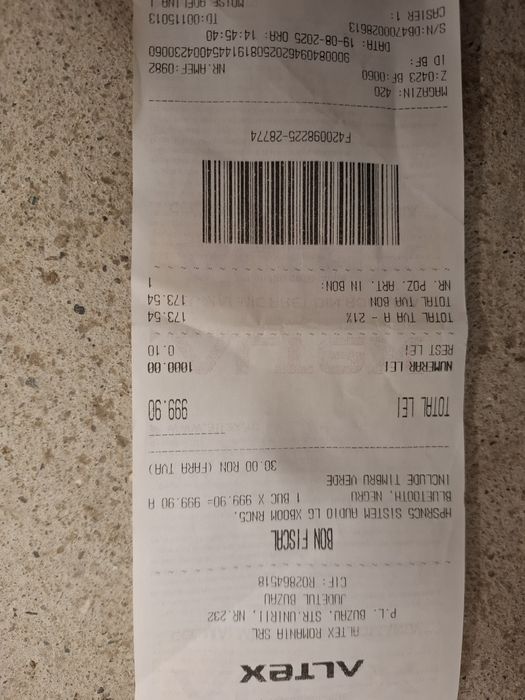 ALTEX
ALTEX ROMANIA SRL
P.L. BUZAU, STR.UNIRII, NR.232
JUDETUL BUZAU
CIF: RO2864518
BON FISCAL
HPSRNC5 SISTEM AUDIO LG XBOOM RNC5,
BLUETOOTH, NEGRU 1 BUC X 999.90= 999.90 A
INCLUDE TIMBRU VERDE
30.00 RON (FARA TVA)
TOTAL LEI 999.90
NUMERAR LEI 1000.00
REST LEI 0.10
TOTAL TVA A - 21% 173.54
TOTAL TVA BON 173.54
NR. POZ. ART. IN BON: 1
F420098225-28774
MAGAZIN: 420
Z:0423 BF:0060 NR.AMEF:0982
ID BF:
90008409462025081914454004230060
DATA: 19-08-2025 ORA: 14:45:40
S/N:DB4700028613 TD:00115013
CASIER 1: